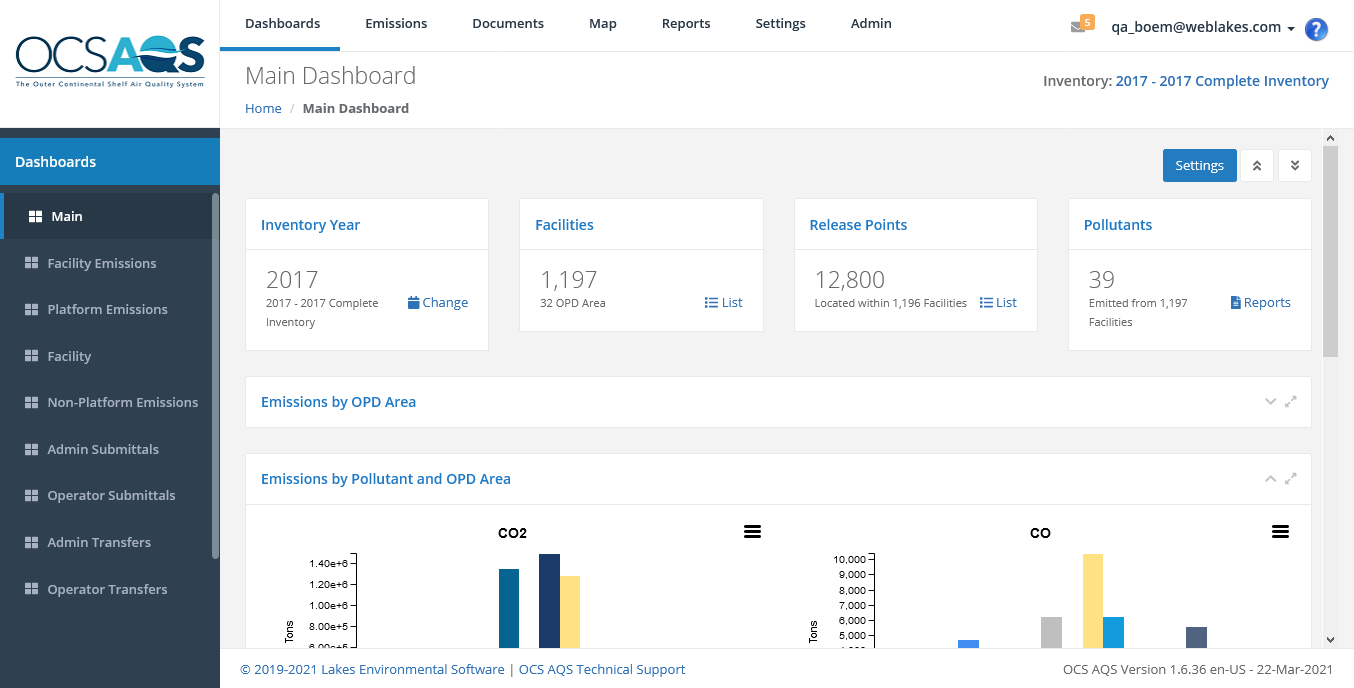 OCSAQS
The Outer Continental Shelf Air Quality System
Dashboards
Emissions
Documents
Map
Reports
Settings
Admin
5
qa_boem@weblakes.com
?
Main Dashboard
Home / Main Dashboard
Inventory: 2017 - 2017 Complete Inventory
Dashboards
Main
Facility Emissions
Platform Emissions
Facility
Non-Platform Emissions
Admin Submittals
Operator Submittals
Admin Transfers
Operator Transfers
Settings
Inventory Year
2017
2017 - 2017 Complete
Inventory
Change
Facilities
1,197
32 OPD Area
List
Release Points
12,800
Located within 1,196 Facilities
List
Pollutants
39
Emitted from 1,197
Facilities
Reports
Emissions by OPD Area
Emissions by Pollutant and OPD Area
CO2
1.40e+6
1.20e+6
1.00e+6
8.00e+5
6.00e+5
Tons
CO
10,000
9,000
8,000
7,000
6,000
5,000
Tons
© 2019-2021 Lakes Environmental Software | OCS AQS Technical Support
OCS AQS Version 1.6.36 en-US - 22-Mar-2021